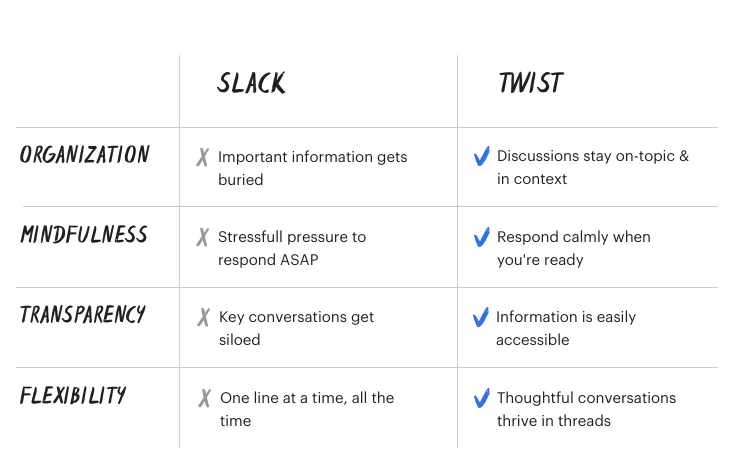 SLACK
TWIST
ORGANIZATION
Important information gets
buried
Discussions stay on-topic &
in context
MINDFULNESS
Stressfull pressure to
respond ASAP
Respond calmly when
you're ready
TRANSPARENCY
Key conversations get
siloed
Information is easily
accessible
FLEXIBILITY
One line at a time, all the
time
Thoughtful conversations
thrive in threads